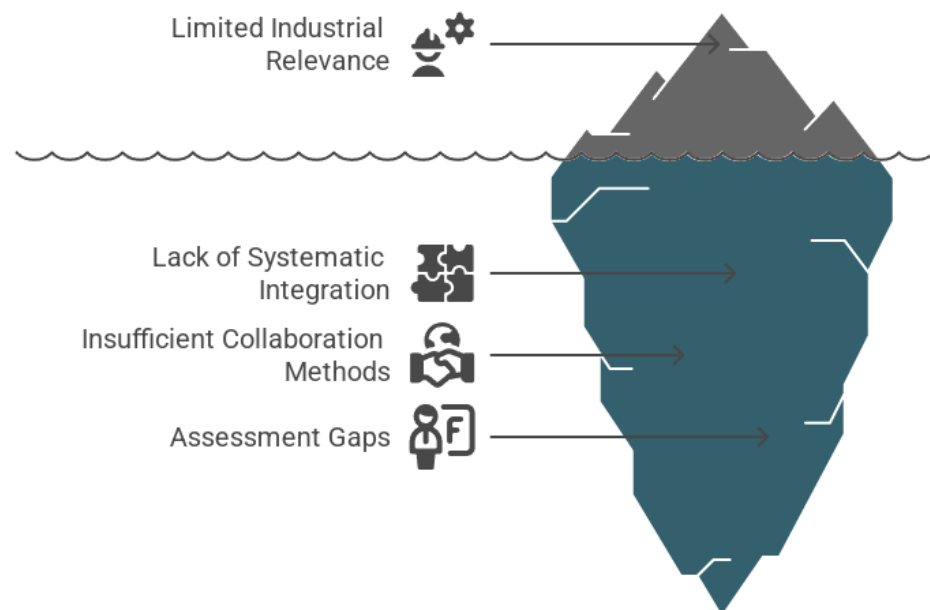 Limited Industrial
Relevance
Lack of Systematic
Integration
Insufficient Collaboration
Methods
Assessment Gaps
F